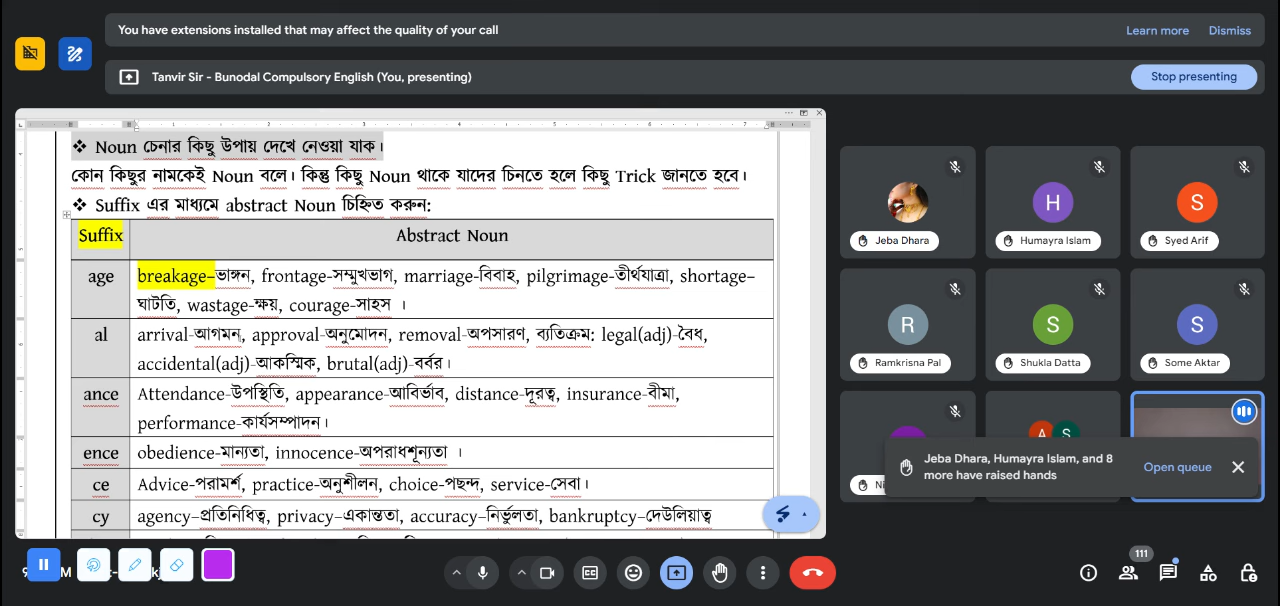 You have extensions installed that may affect the quality of your call
Learn more
Dismiss
Tanvir Sir - Bunodal Compulsory English (You, presenting)
Stop presenting
❖ Noun চেনার কিছু উপায় দেখে নেওয়া যাক।
কোন কিছুর নামকেই Noun বলে। কিন্তু কিছু Noun থাকে যাদের চিনতে হলে কিছু Trick জানতে হবে।
❖ Suffix এর মাধ্যমে abstract Noun চিহ্নিত করুন:
Suffix Abstract Noun
age breakage–ভাঙ্গন, frontage-সম্মুখভাগ, marriage-বিবাহ, pilgrimage-তীর্থযাত্রা, shortage–
ঘাটতি, wastage-ক্ষয়, courage-সাহস ।
al arrival-আগমন, approval-অনুমোদন, removal-অপসারণ, ব্যতিক্রম: legal(adj)-বৈধ,
accidental(adj)-আকস্মিক, brutal(adj)-বর্বর।
ance Attendance-উপস্থিতি, appearance-আবির্ভাব, distance-দূরত্ব, insurance-বীমা,
performance-কার্যসম্পাদন।
ence obedience-মান্যতা, innocence-অপরাধশূন্যতা ।
ce Advice-পরামর্শ, practice-অনুশীলন, choice-পছন্দ, service-সেবা।
cy agency–প্রতিনিধিত্ব, privacy–একান্ততা, accuracy–নির্ভুলতা, bankruptcy–দেউলিয়াত্ব
Jeba Dhara
H
Humayra Islam
S
Syed Arif
R
Ramkrisna Pal
S
Shukla Datta
S
Some Aktar
A S
Jeba Dhara, Humayra Islam, and 8
more have raised hands
Open queue
111